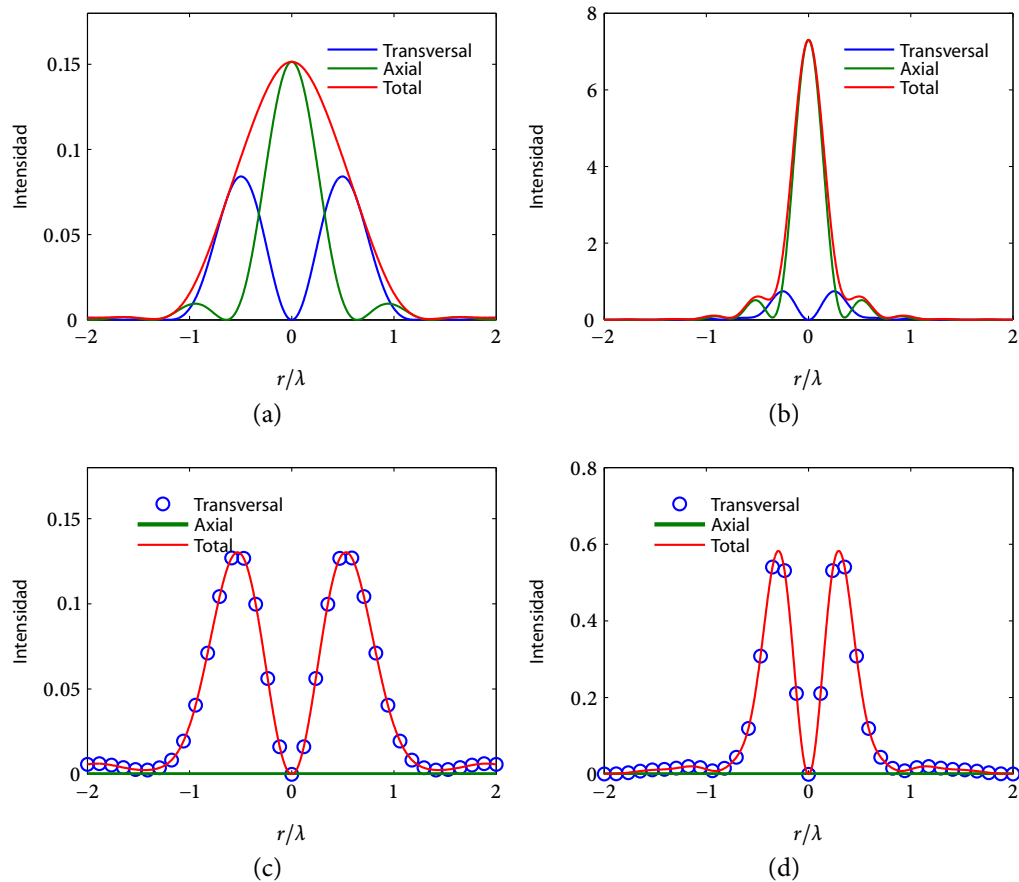 0.15
0.1
0.05
0
Intensidad
−2
−1
0
1
2
r/λ
Transversal
Axial
Total
(a)
8
6
4
2
0
Intensidad
−2
−1
0
1
2
r/λ
Transversal
Axial
Total
(b)
0.15
0.1
0.05
0
Intensidad
−2
−1
0
1
2
r/λ
Transversal
Axial
Total
(c)
0.8
0.6
0.4
0.2
0
Intensidad
−2
−1
0
1
2
r/λ
Transversal
Axial
Total
(d)